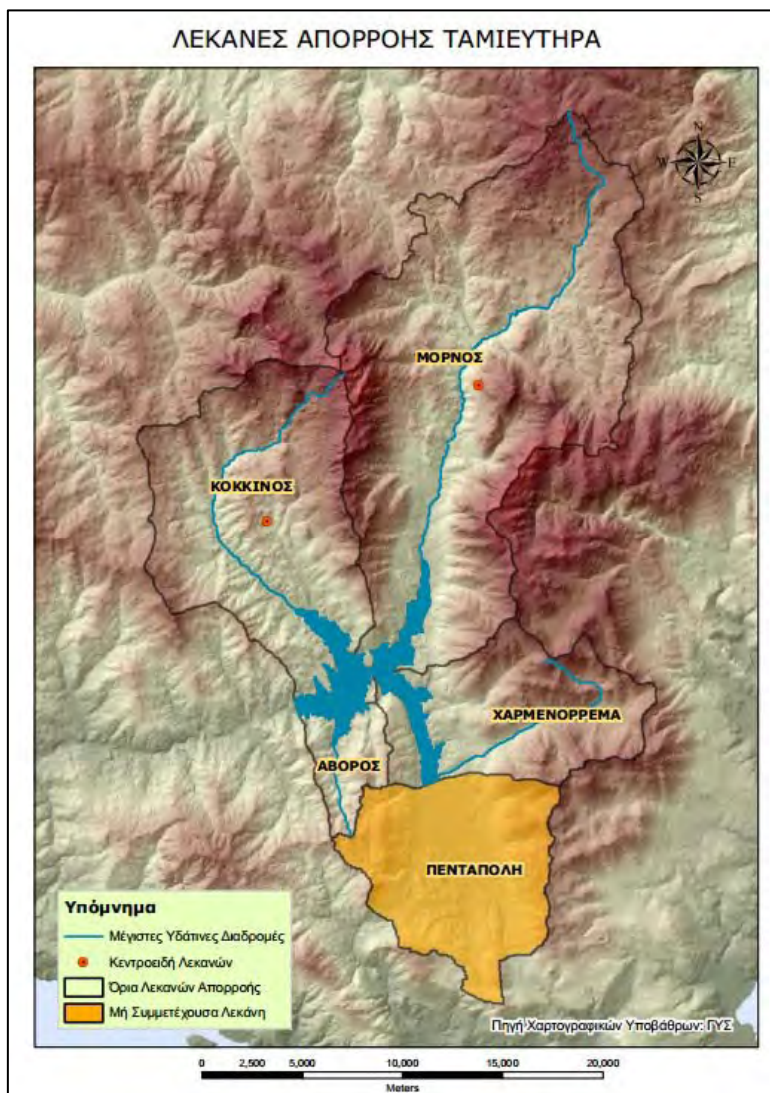 ΛΕΚΑΝΕΣ ΑΠΟΡΡΟΗΣ ΤΑΜΙΕΥΤΗΡΑ
N
W E
S
ΜΟΡΝΟΣ
ΚΟΚΚΙΝΟΣ
ΧΑΡΜΕΝΟΡΡΕΜΑ
ΑΒΟΡΟΣ
ΠΕΝΤΑΠΟΛΗ
Υπόμνημα
Μέγιστες Υδάτινες Διαδρομές
Κεντροειδή Λεκανών
Όρια Λεκανών Απορροής
Μή Συμμετέχουσα Λεκάνη
Πηγή Χαρτογραφικών Υποβάθρων: ΓΥΣ
0 2,500 5,000 10,000 15,000 20,000
Meters